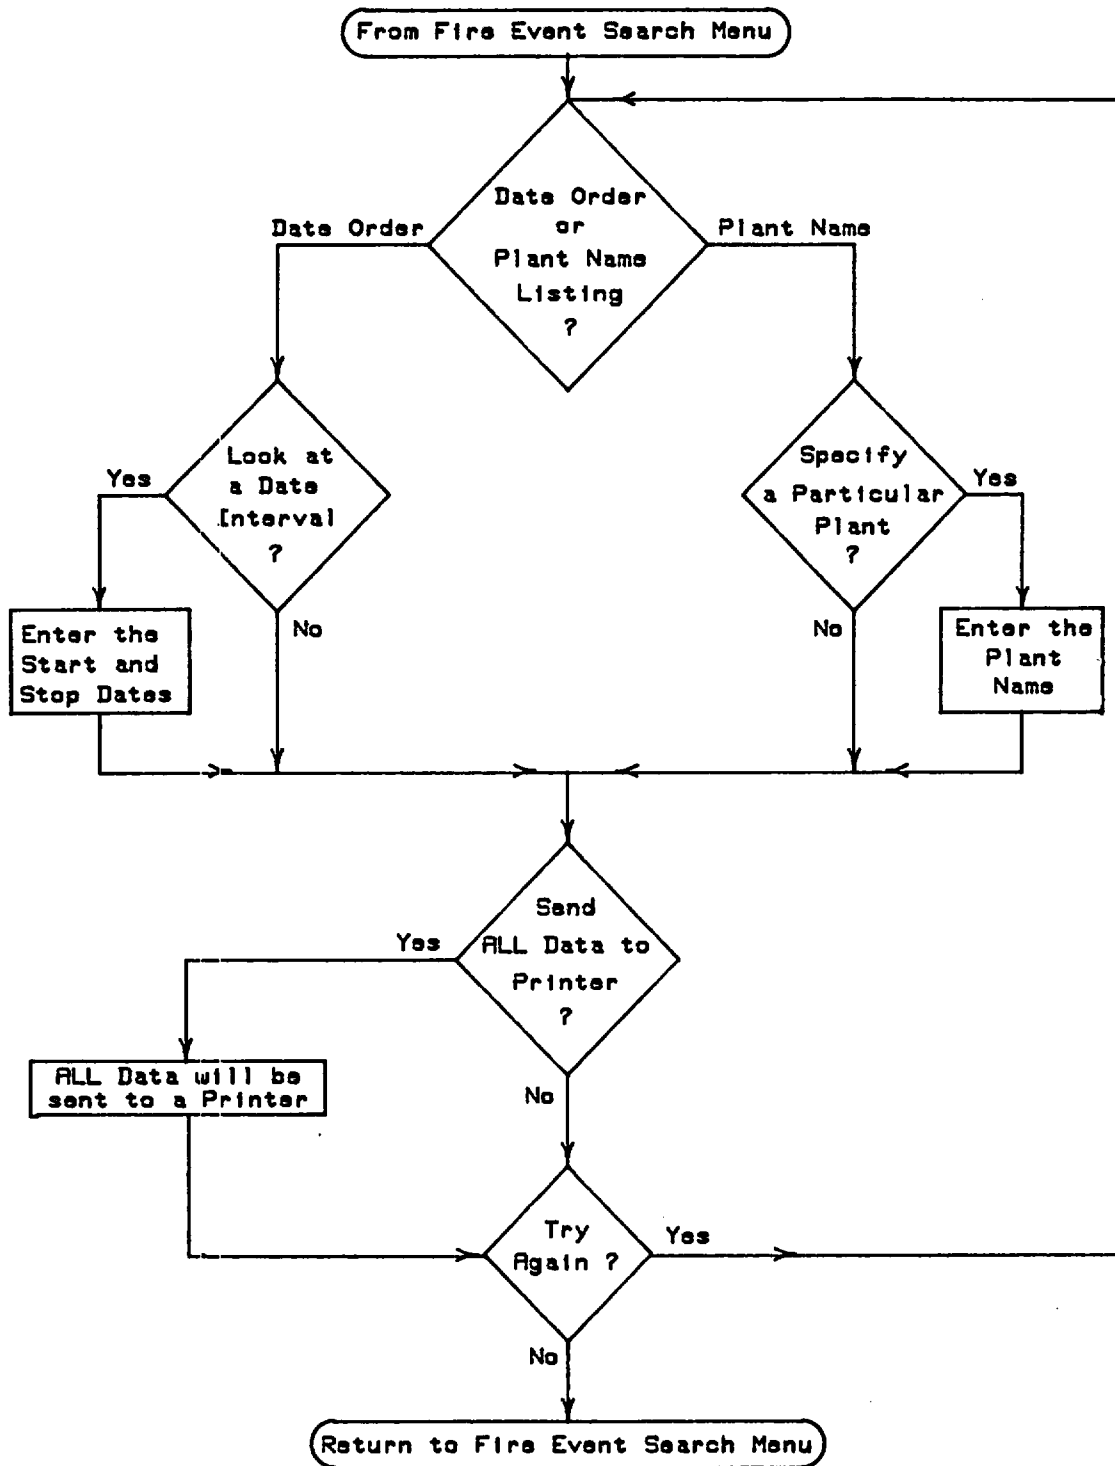 From Fire Event Search Menu
Date Order
or
Plant Name
Listing
?
Date Order
Plant Name
Look at
a Date
Interval
?
Yes
No
Specify
a Particular
Plant
?
Yes
No
Enter the
Start and
Stop Dates
Enter the
Plant
Name
Send
ALL Data to
Printer
?
Yes
No
ALL Data will be
sent to a Printer
Try
Again ?
Yes
No
Return to Fire Event Search Menu